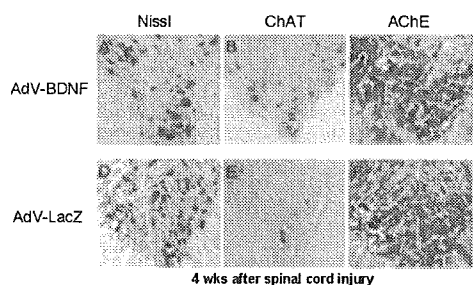 Nissl ChAT AChE
A B
AdV-BDNF
D E
AdV-LacZ
4 wks after spinal cord injury